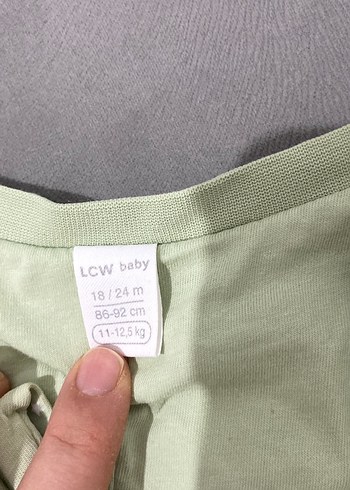 LCW baby
18 / 24 m
86-92 cm
11-12,5 kg